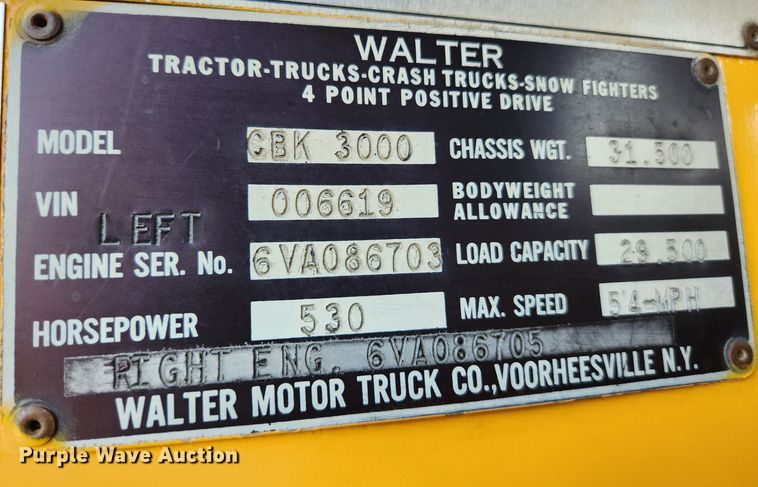 WALTER
TRACTOR-TRUCKS-CRASH TRUCKS-SNOW FIGHTERS
4 POINT POSITIVE DRIVE
MODEL CBK 3000 CHASSIS WGT. 31.500
VIN 006619 BODYWEIGHT ALLOWANCE
LEFT
ENGINE SER. No. 6VA086703 LOAD CAPACITY 29.500
HORSEPOWER 530 MAX. SPEED 54-MPH
RIGHT ENG. 6VA086705
WALTER MOTOR TRUCK CO., VOORHEESVILLE N.Y.
Purple Wave Auction